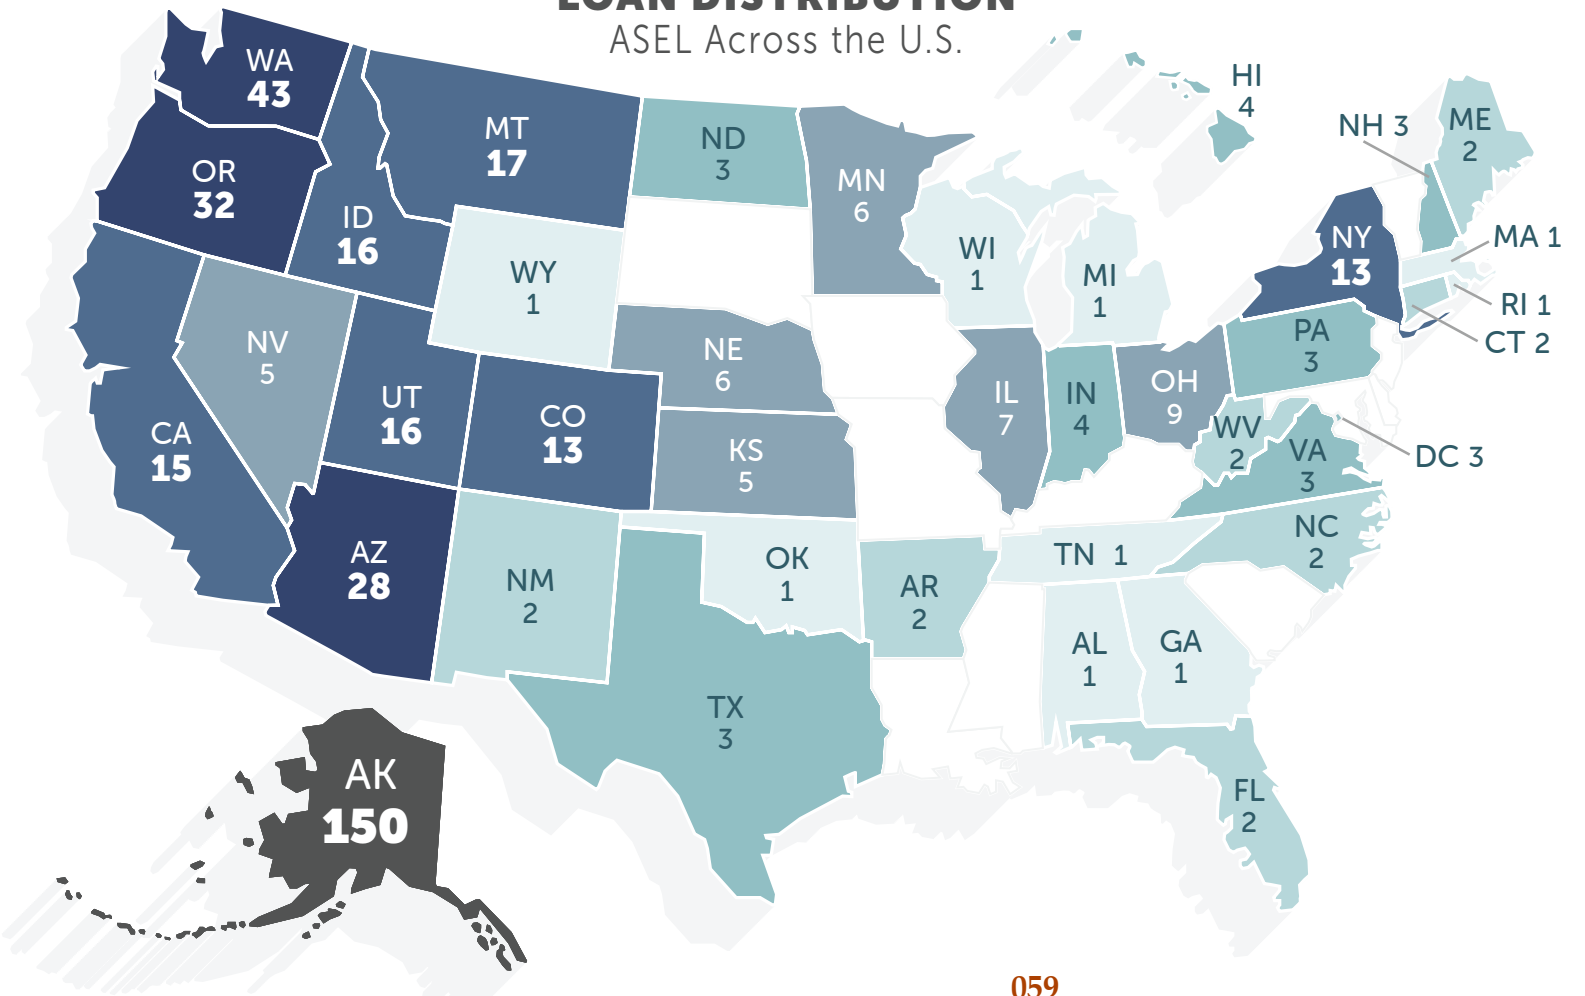 LOAN DISTRIBUTION
ASEL Across the U.S.
WA
43
OR
32
MT
17
ID
16
ND
3
MN
6
WY
1
WI
1
MI
1
HI
4
NH 3
ME
2
NY
13
MA 1
RI 1
CT 2
PA
3
NV
5
UT
16
CO
13
NE
6
KS
5
IL
7
IN
4
OH
9
WV
2
VA
3
DC 3
CA
15
AZ
28
NM
2
OK
1
AR
2
TN 1
NC
2
AL
1
GA
1
TX
3
FL
2
AK
150
059